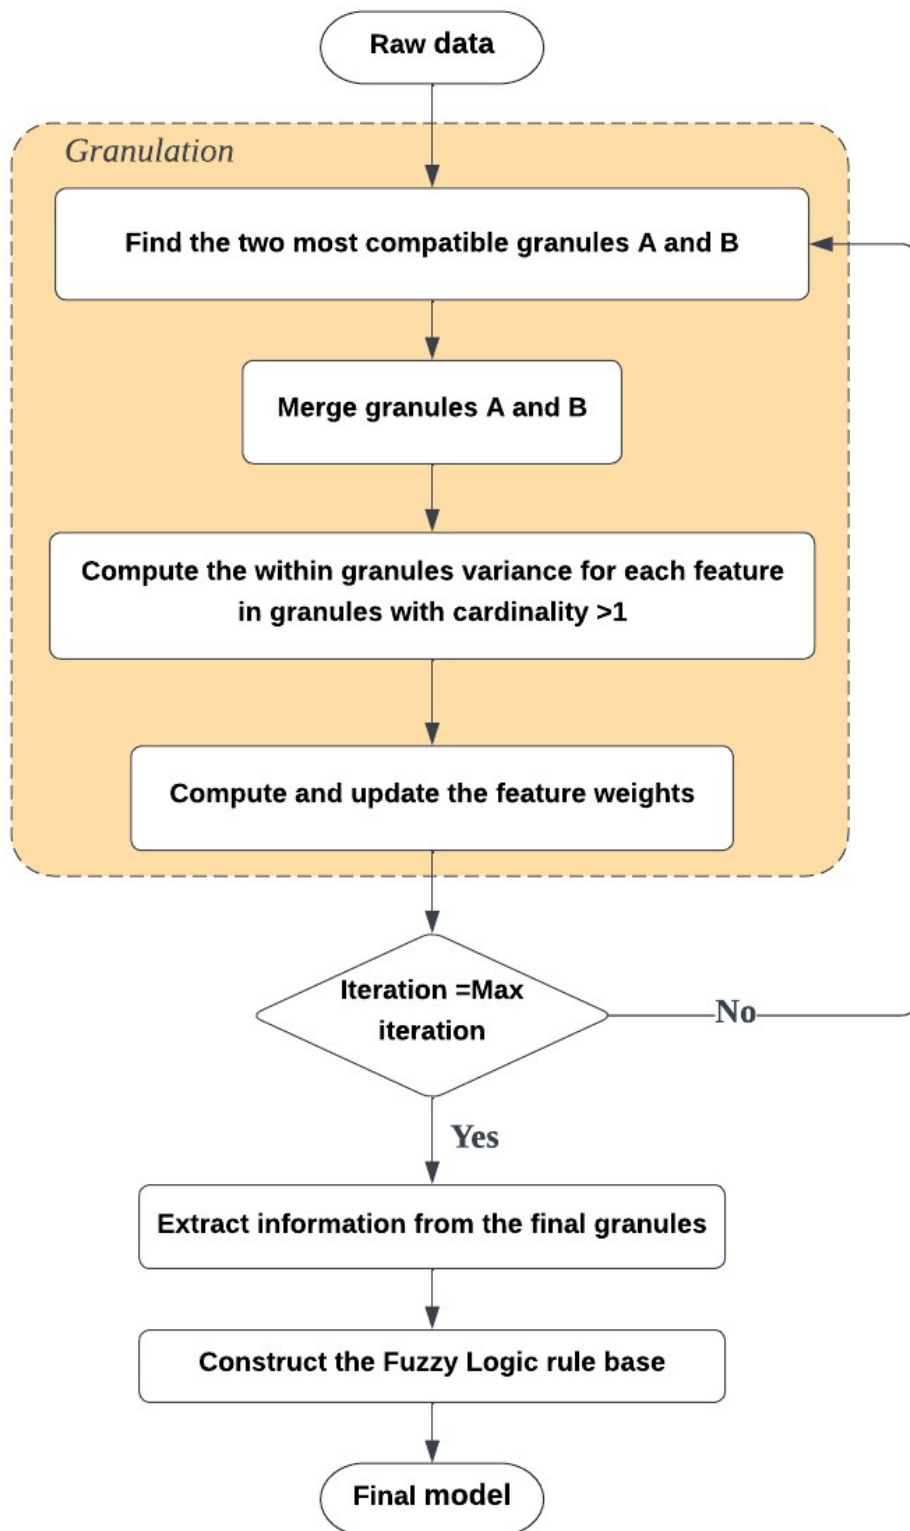 Raw data
Granulation
Find the two most compatible granules A and B
Merge granules A and B
Compute the within granules variance for each feature
in granules with cardinality >1
Compute and update the feature weights
Iteration =Max
iteration
No
Yes
Extract information from the final granules
Construct the Fuzzy Logic rule base
Final model